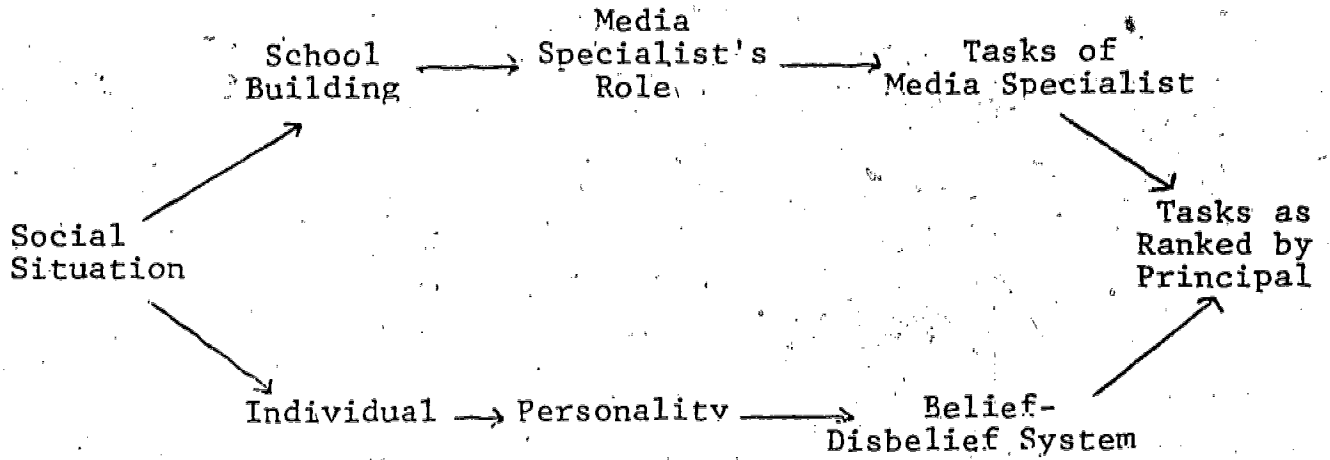 Media
School Specialist's Tasks of
Building Role Media Specialist
Social
Situation
Tasks as
Ranked by
Principal
Individual Personality Belief-
Disbelief System